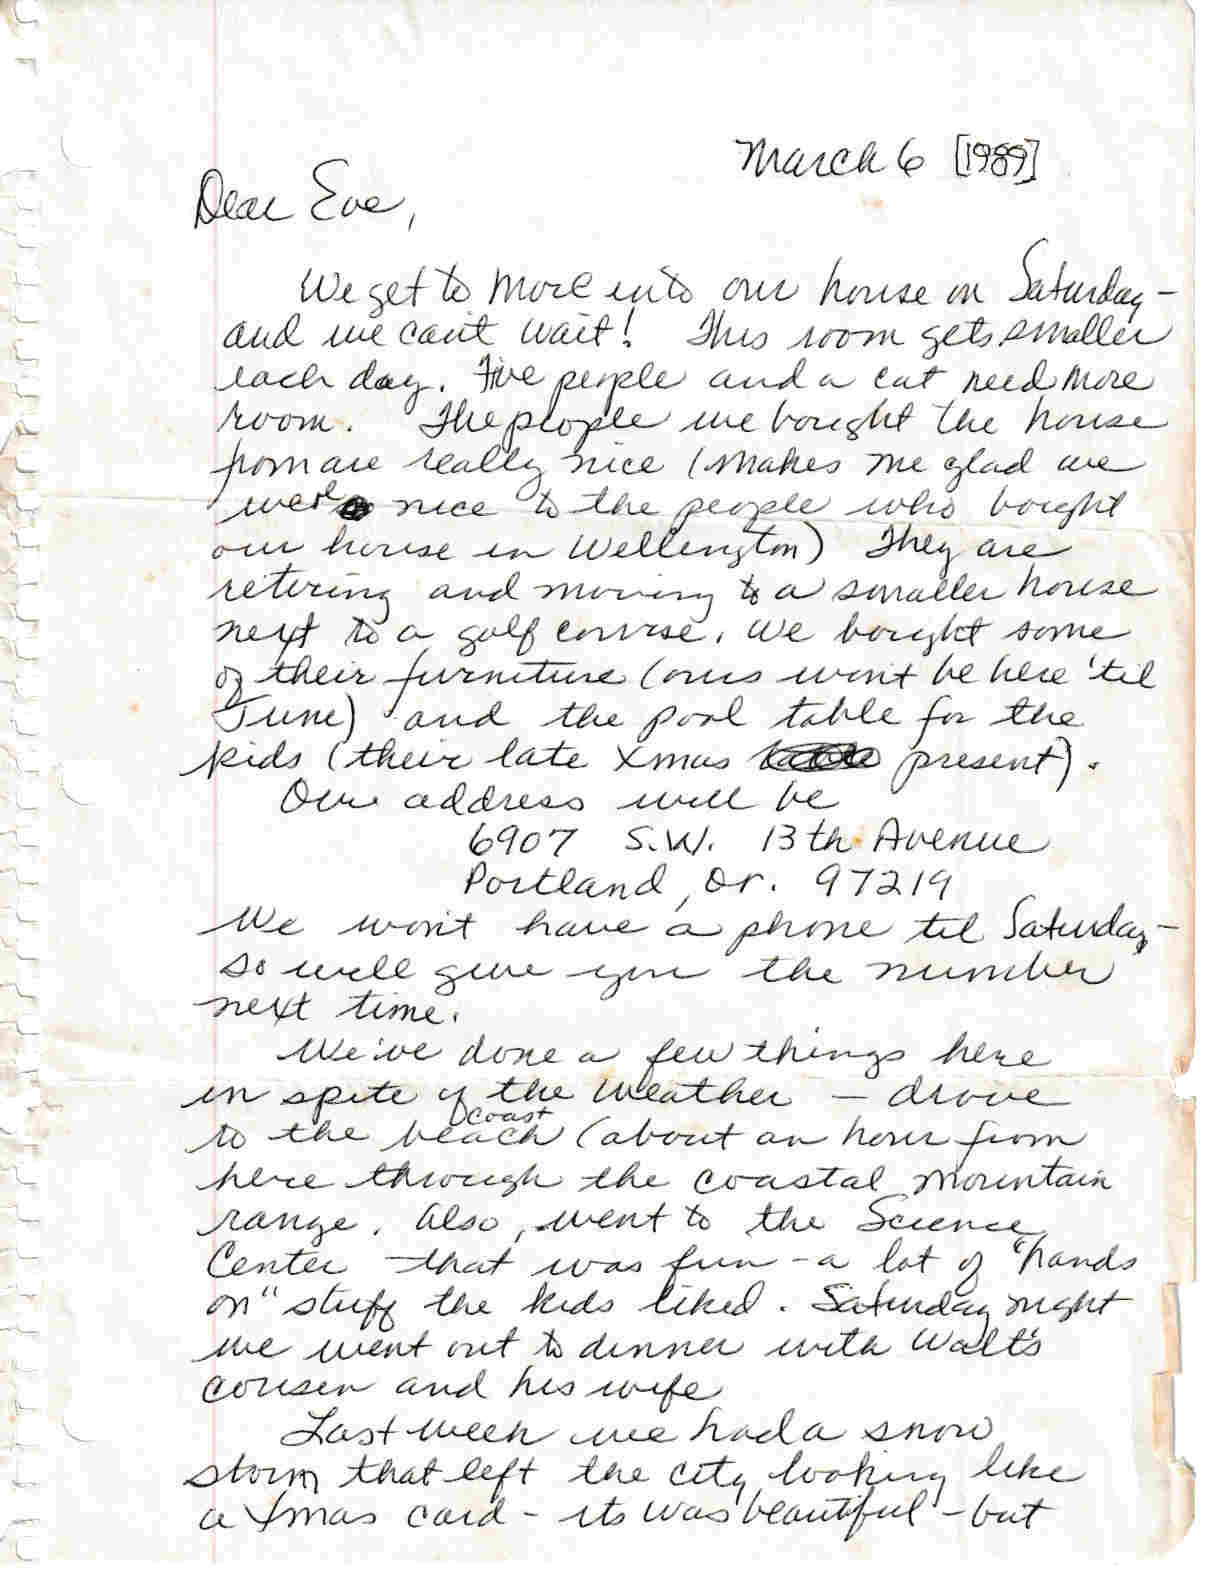 March 6 [1989]
Dear Eve,
We get to move into our house on Saturday -
and we can't wait! This room gets smaller
each day. Five people and a cat need more
room. The people we bought the house
from are really nice (makes me glad we
were nice to the people who bought
our house in Wellington) They are
retiring and moving to a smaller house
next to a golf course. We bought some
of their furniture (ours won't be here 'til
June) and the pool table for the
kids (their late Xmas present).
Our address will be
6907 S.W. 13th Avenue
Portland, Or. 97219
We won't have a phone til Saturday -
so we'll give you the number
next time.
We've done a few things here
in spite of the weather - drove
coast
to the beach (about an hour from
here through the coastal mountain
range. Also, went to the Science
Center - that was fun - a lot of "hands
on" stuff the kids liked. Saturday night
we went out to dinner with Walt's
cousin and his wife
Last week we had a snow
storm that left the city looking like
a Xmas card - its was beautiful - but